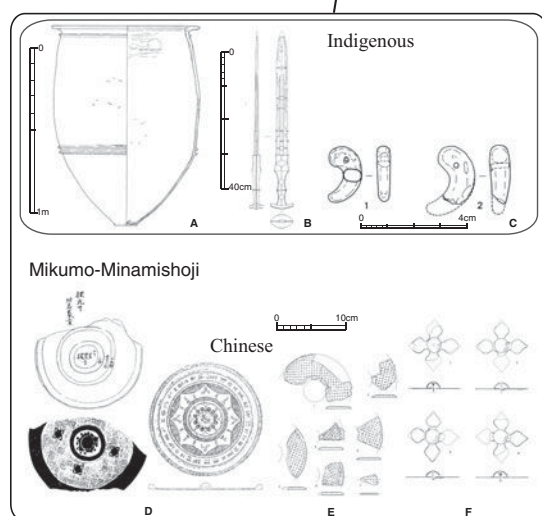 Indigenous
0
1m
A
0
40cm
B
1
2
0
4cm
C
Mikumo-Minamishoji
Chinese
0
10cm
D
E
F